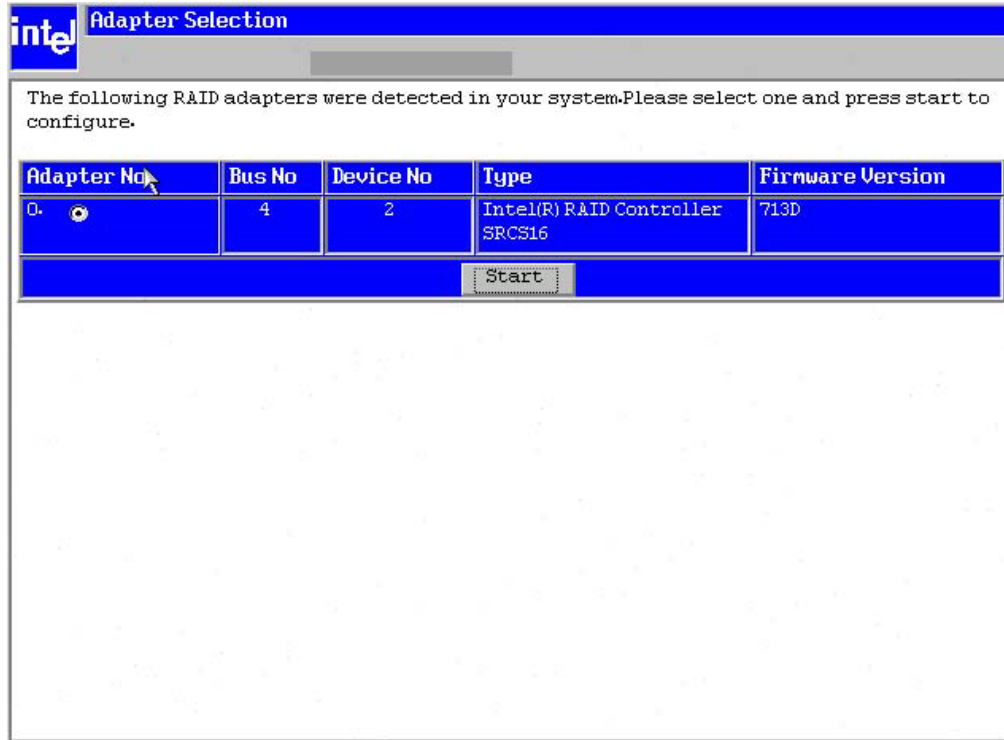 intel
Adapter Selection
The following RAID adapters were detected in your system.Please select one and press start to
configure.
Adapter No. Bus No Device No Type Firmware Version
0. 4 2 Intel(R) RAID Controller 713D
SRCS16
Start